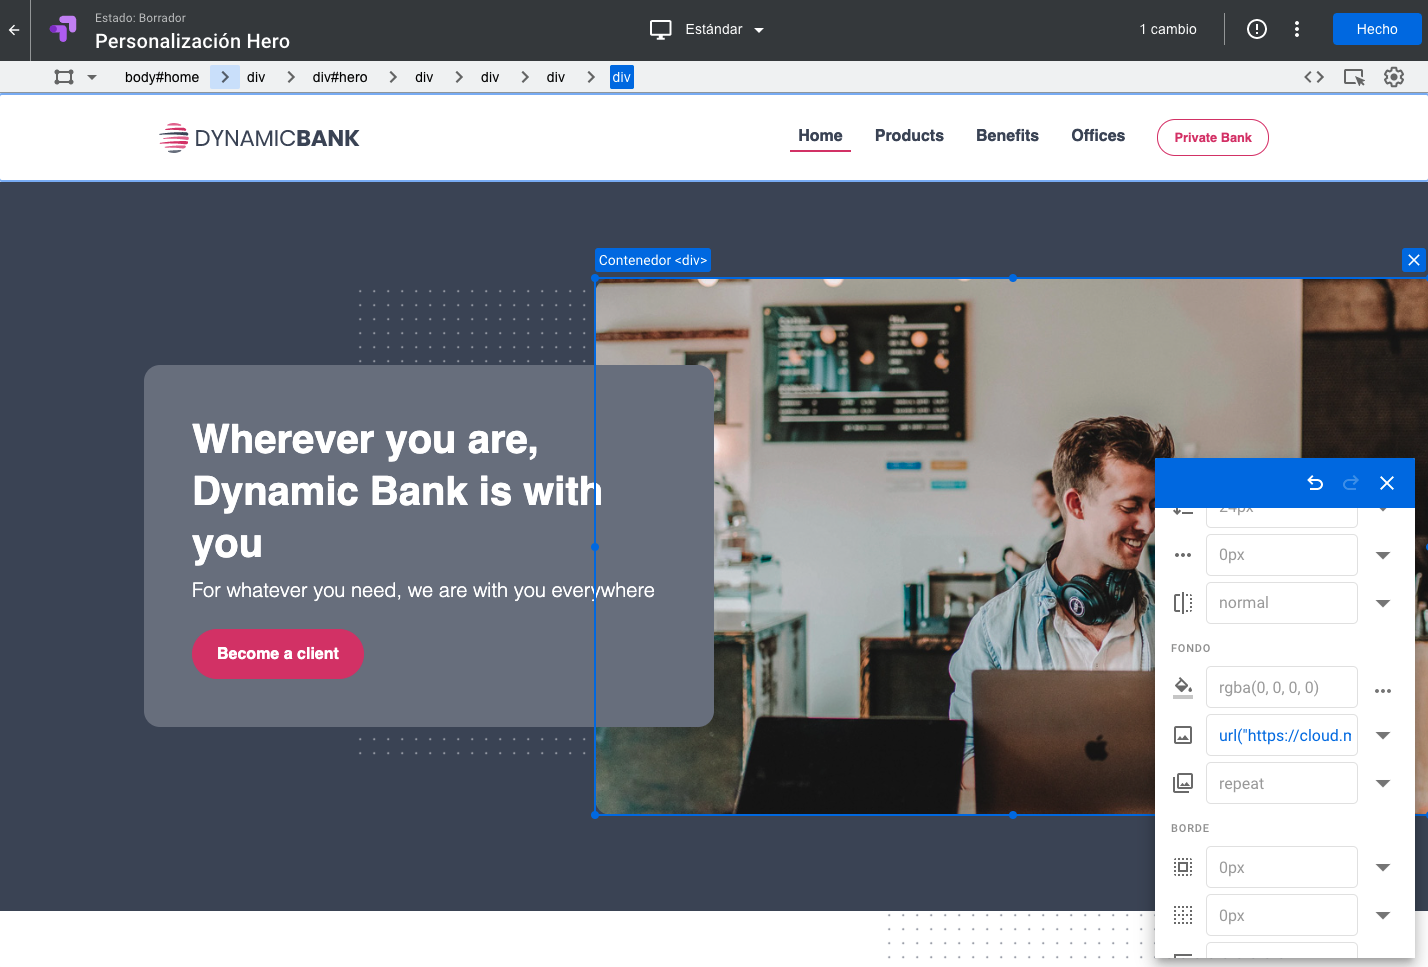 Estado: Borrador
Personalización Hero
Estándar
1 cambio
Hecho
body#home
div
div#hero
div
div
div
div
DYNAMICBANK
Home
Products
Benefits
Offices
Private Bank
Contenedor <div>
Wherever you are,
Dynamic Bank is with
you
For whatever you need, we are with you everywhere
Become a client
24px
0px
normal
FONDO
rgba(0, 0, 0, 0)
url("https://cloud.n
repeat
BORDE
0px
0px